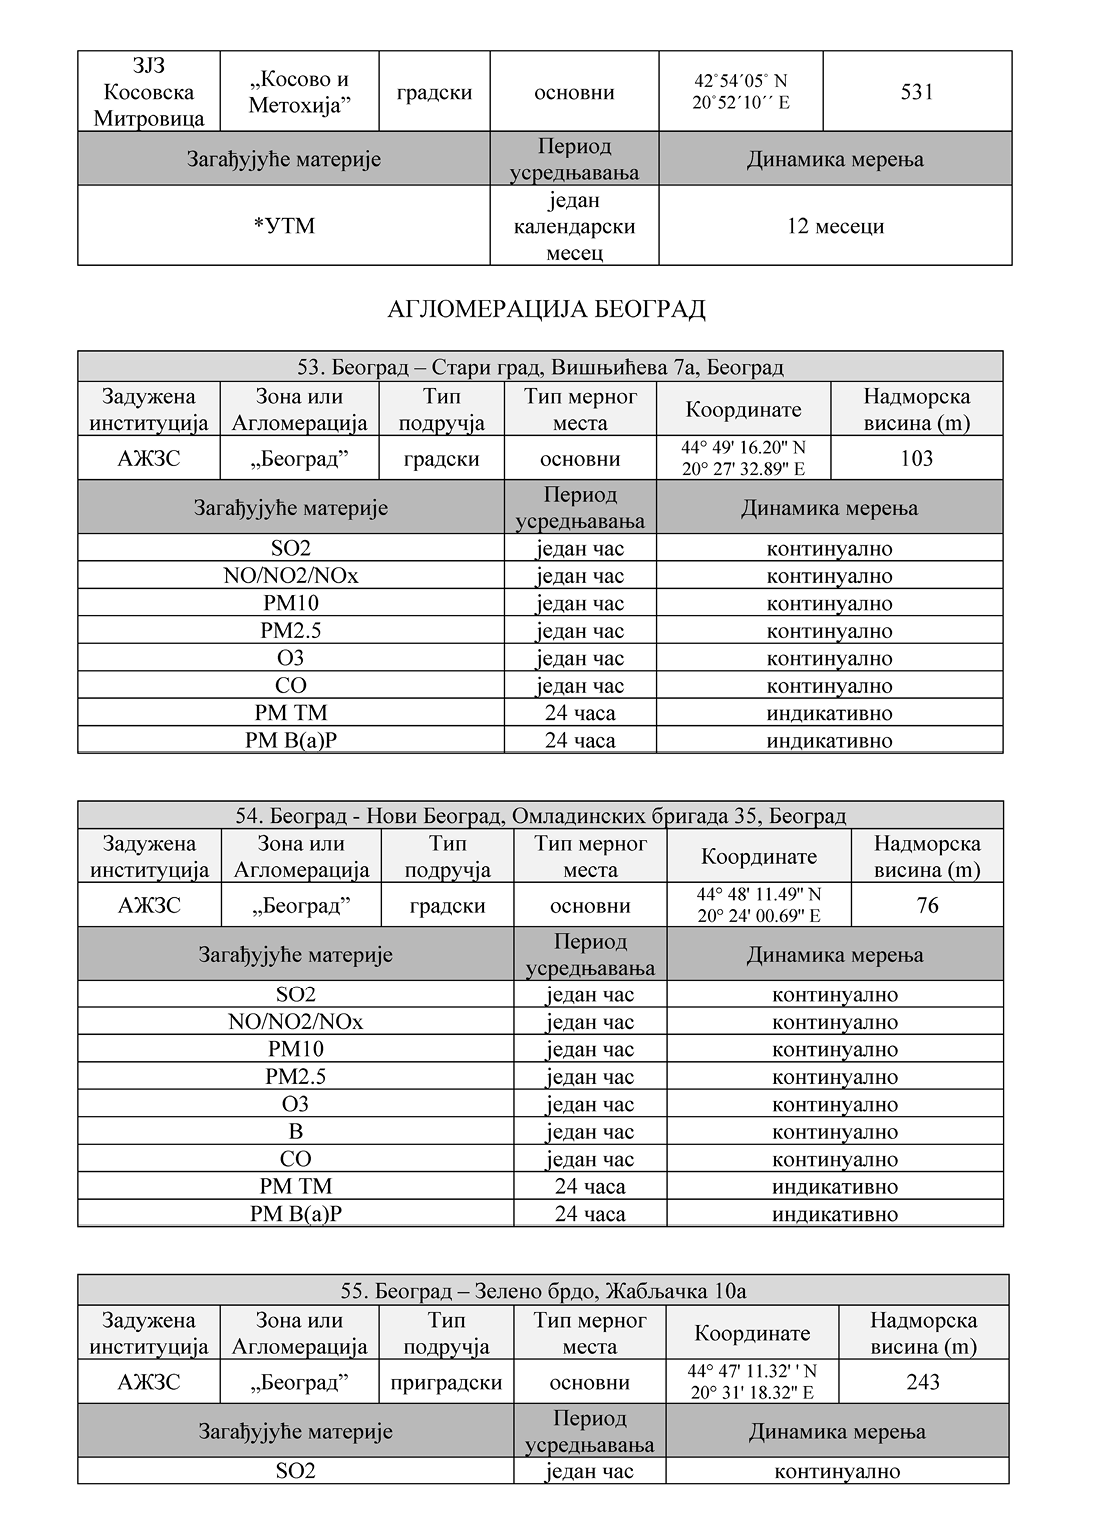 ЗЈЗ
Косовска
Митровица
„Косово и
Метохија”
градски
основни
42˚54´05˝ N
20˚52´10´´ E
531
Загађујуће материје
Период
усредњавања
Динамика мерења
*УТМ
један
календарски
месец
12 месеци
АГЛОМЕРАЦИЈА БЕОГРАД
53. Београд – Стари град, Вишњићева 7а, Београд
Задужена
институција
Зона или
Агломерација
Тип
подручја
Тип мерног
места
Координате
Надморска
висина (m)
АЖЗС
„Београд”
градски
основни
44° 49' 16.20" N
20° 27' 32.89" E
103
Загађујуће материје
Период
усредњавања
Динамика мерења
SO2
један час
континуално
NO/NO2/NOx
један час
континуално
PM10
један час
континуално
PM2.5
један час
континуално
O3
један час
континуално
CO
један час
континуално
PM TM
24 часа
индикативно
PM B(a)P
24 часа
индикативно
54. Београд - Нови Београд, Омладинских бригада 35, Београд
Задужена
институција
Зона или
Агломерација
Тип
подручја
Тип мерног
места
Координате
Надморска
висина (m)
АЖЗС
„Београд”
градски
основни
44° 48' 11.49" N
20° 24' 00.69" E
76
Загађујуће материје
Период
усредњавања
Динамика мерења
SO2
један час
континуално
NO/NO2/NOx
један час
континуално
PM10
један час
континуално
PM2.5
један час
континуално
O3
један час
континуално
B
један час
континуално
CO
један час
континуално
PM TM
24 часа
индикативно
PM B(a)P
24 часа
индикативно
55. Београд – Зелено брдо, Жабљачка 10а
Задужена
институција
Зона или
Агломерација
Тип
подручја
Тип мерног
места
Координате
Надморска
висина (m)
АЖЗС
„Београд”
приградски
основни
44° 47' 11.32' ' N
20° 31' 18.32" E
243
Загађујуће материје
Период
усредњавања
Динамика мерења
SO2
један час
континуално